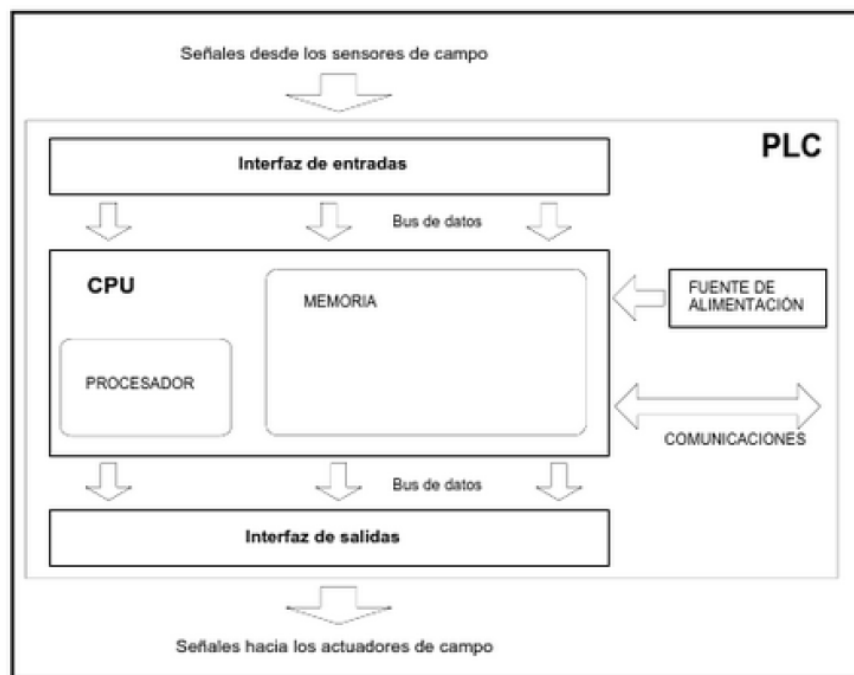 Señales desde los sensores de campo
PLC
Interfaz de entradas
Bus de datos
CPU
MEMORIA
FUENTE DE
ALIMENTACIÓN
PROCESADOR
COMUNICACIONES
Bus de datos
Interfaz de salidas
Señales hacia los actuadores de campo